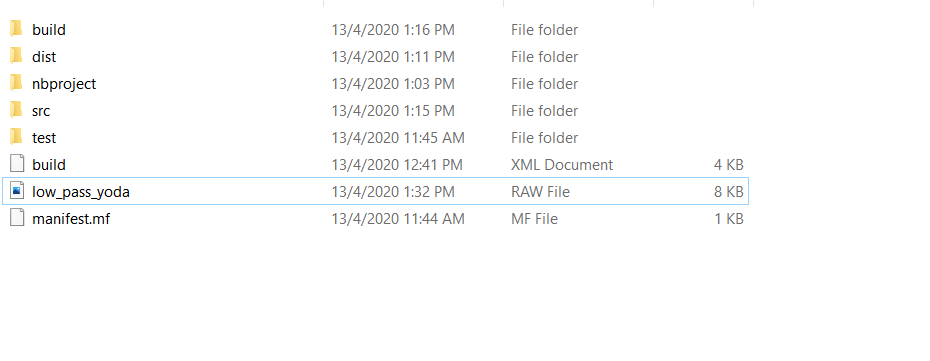 build 13/4/2020 1:16 PM File folder
dist 13/4/2020 1:11 PM File folder
nbproject 13/4/2020 1:03 PM File folder
src 13/4/2020 1:15 PM File folder
test 13/4/2020 11:45 AM File folder
build 13/4/2020 12:41 PM XML Document 4 KB
low_pass_yoda 13/4/2020 1:32 PM RAW File 8 KB
manifest.mf 13/4/2020 11:44 AM MF File 1 KB